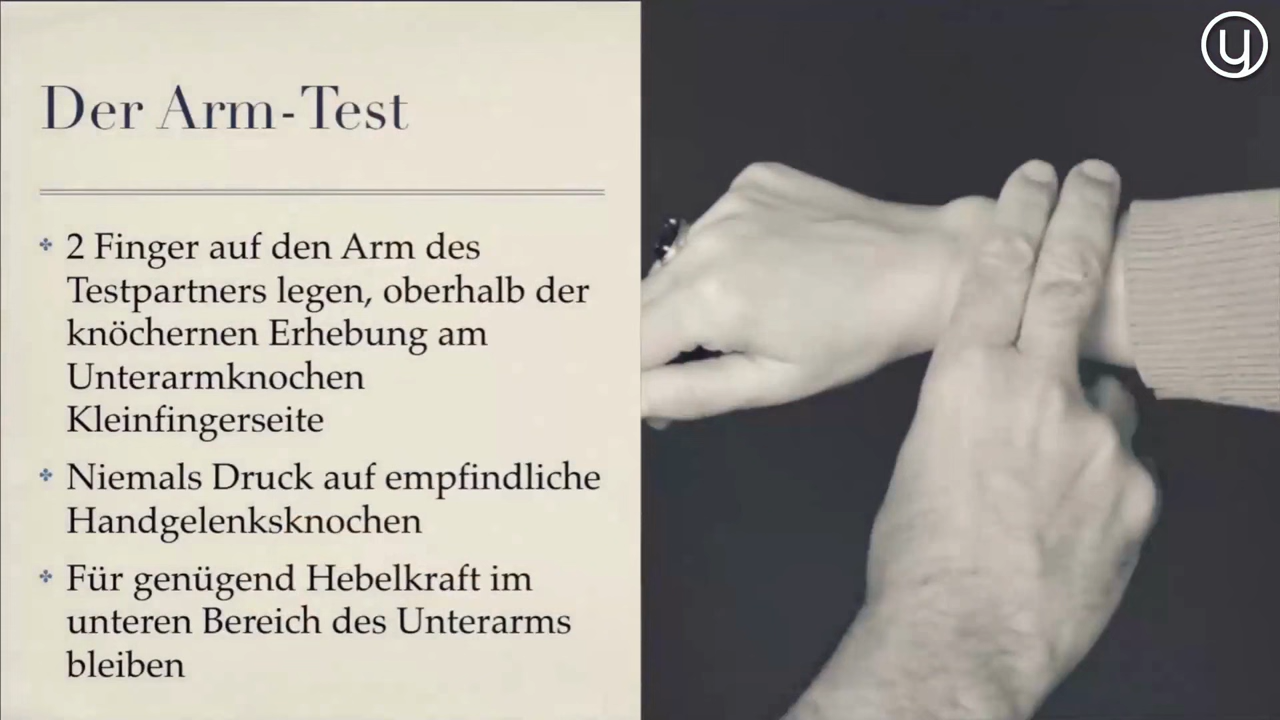 Der Arm-Test
2 Finger auf den Arm des
Testpartners legen, oberhalb der
knöchernen Erhebung am
Unterarmknochen
Kleinfingerseite
Niemals Druck auf empfindliche
Handgelenksknochen
Für genügend Hebelkraft im
unteren Bereich des Unterarms
bleiben